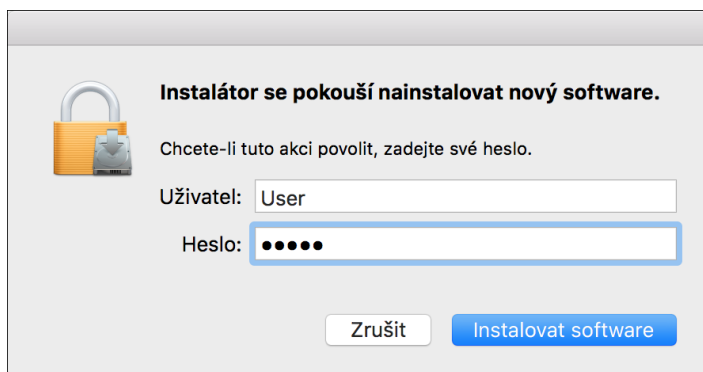 Instalátor se pokouší nainstalovat nový software.
Chcete-li tuto akci povolit, zadejte své heslo.
Uživatel: User
Heslo: •••••
Zrušit Instalovat software